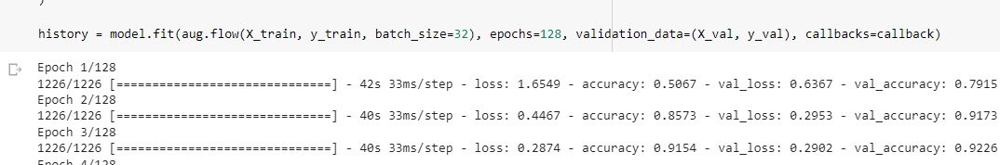 )
history = model.fit(aug.flow(X_train, y_train, batch_size=32), epochs=128, validation_data=(X_val, y_val), callbacks=callback)
Epoch 1/128
1226/1226 [==============================] - 42s 33ms/step - loss: 1.6549 - accuracy: 0.5067 - val_loss: 0.6367 - val_accuracy: 0.7915
Epoch 2/128
1226/1226 [==============================] - 40s 33ms/step - loss: 0.4467 - accuracy: 0.8573 - val_loss: 0.2953 - val_accuracy: 0.9173
Epoch 3/128
1226/1226 [==============================] - 40s 33ms/step - loss: 0.2874 - accuracy: 0.9154 - val_loss: 0.2902 - val_accuracy: 0.9226
Epoch 4/128